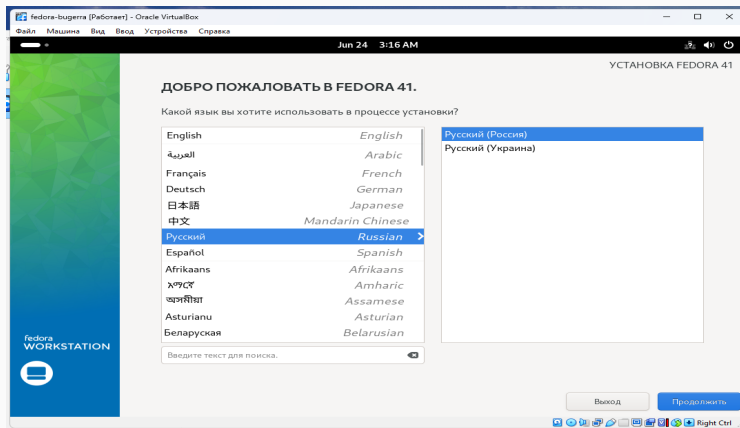 fedora-bugerra [Работает] - Oracle VirtualBox
Файл Машина Вид Ввод Устройства Справка
Jun 24 3:16 AM
УСТАНОВКА FEDORA 41
ДОБРО ПОЖАЛОВАТЬ В FEDORA 41.
Какой язык вы хотите использовать в процессе установки?
English English
العربية Arabic
Français French
Deutsch German
日本語 Japanese
中文 Mandarin Chinese
Русский Russian
Español Spanish
Afrikaans Afrikaans
አማርኛ Amharic
অসমীয়া Assamese
Asturianu Asturian
Беларуская Belarusian
Русский (Россия)
Русский (Украина)
Введите текст для поиска.
fedora
WORKSTATION
Выход Продолжить
Right Ctrl